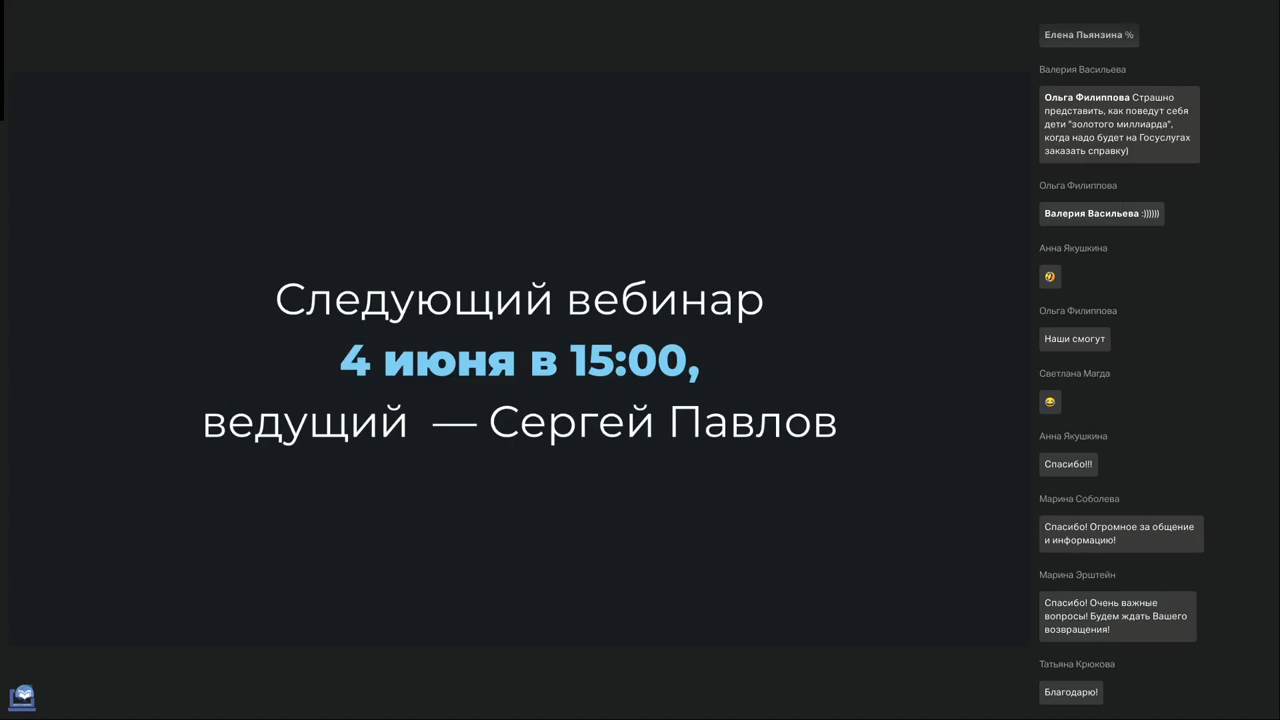 Следующий вебинар
4 июня в 15:00,
ведущий — Сергей Павлов
Елена Пьянзина %
Валерия Васильева
Ольга Филиппова Страшно
представить, как поведут себя
дети "золотого миллиарда",
когда надо будет на Госуслугах
заказать справку)
Ольга Филиппова
Валерия Васильева :))))))
Анна Якушкина
Ольга Филиппова
Наши смогут
Светлана Магда
Анна Якушкина
Спасибо!!!
Марина Соболева
Спасибо! Огромное за общение
и информацию!
Марина Эрштейн
Спасибо! Очень важные
вопросы! Будем ждать Вашего
возвращения!
Татьяна Крюкова
Благодарю!